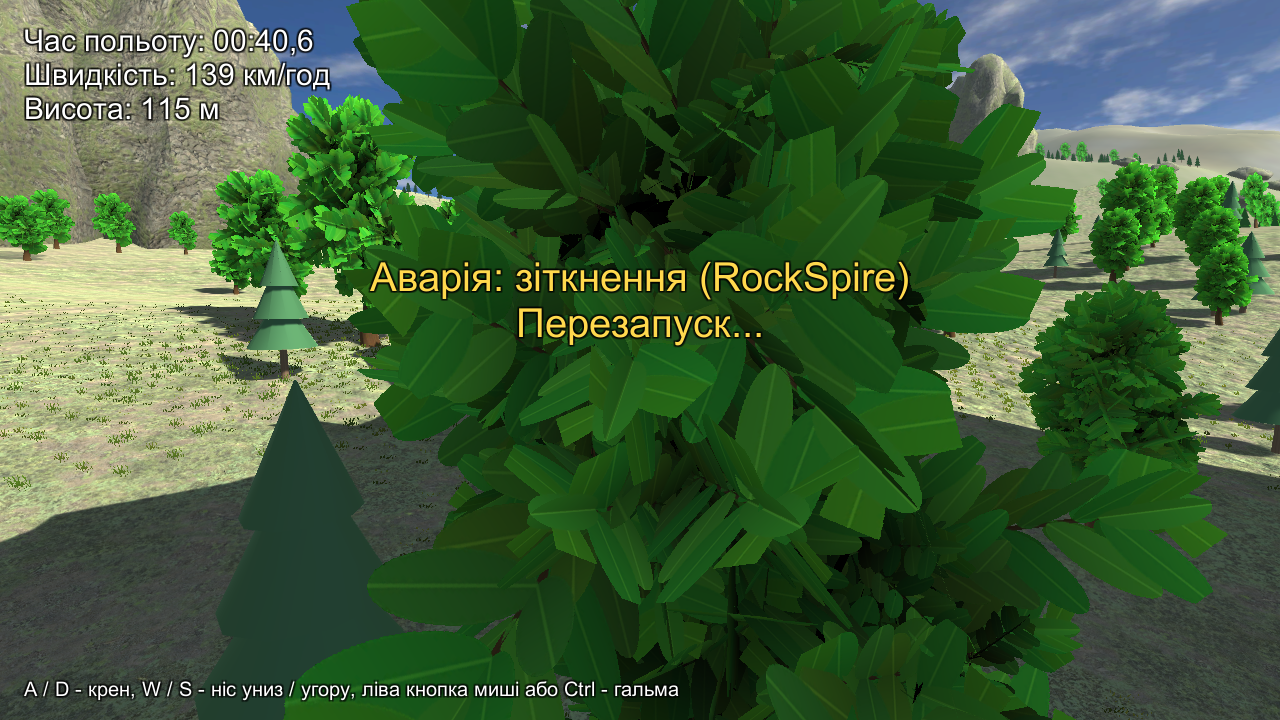 Час польоту: 00:40,6
Швидкість: 139 км/год
Висота: 115 м
Аварія: зіткнення (RockSpire)
Перезапуск...
A / D - крен, W / S - ніс униз / угору, ліва кнопка миші або Ctrl - гальма